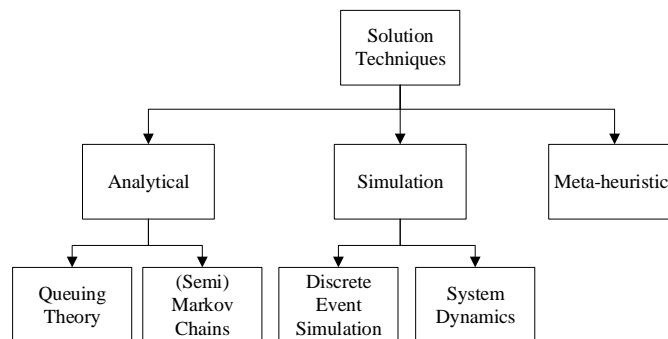 Solution
Techniques
Analytical
Simulation
Meta-heuristic
Queuing
Theory
(Semi)
Markov
Chains
Discrete
Event
Simulation
System
Dynamics